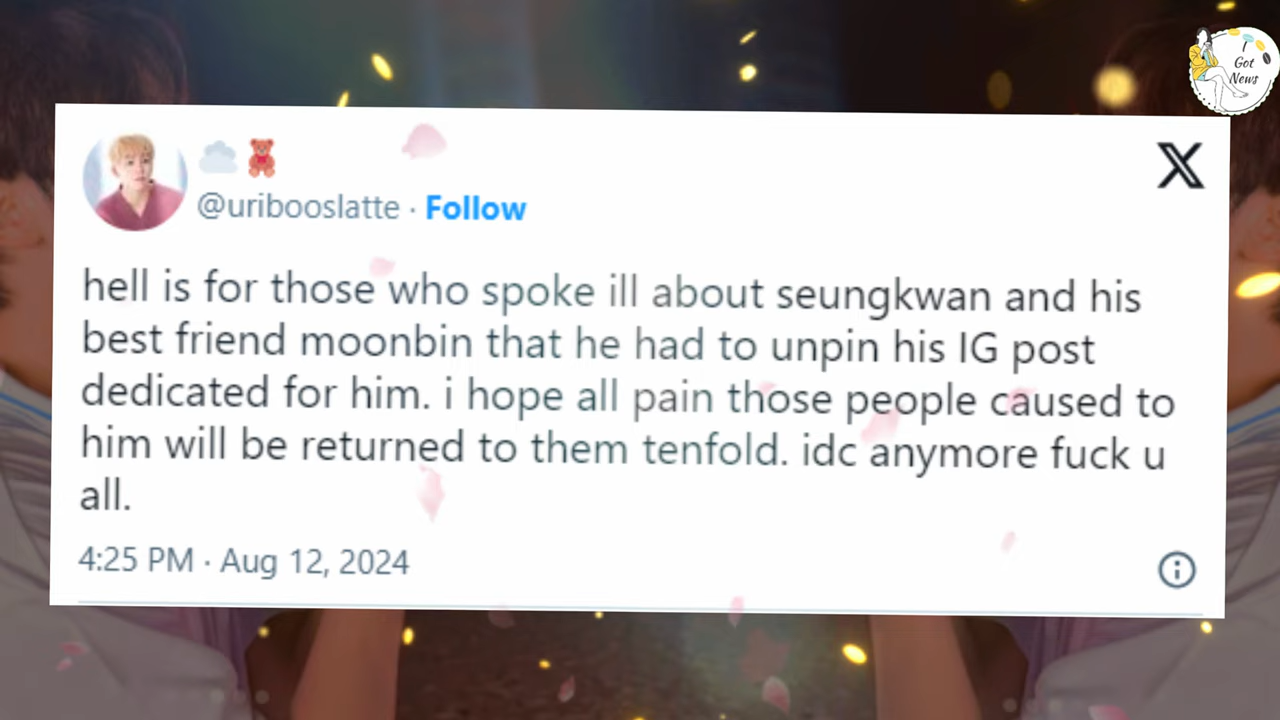 I
Got
News
@uribooslatte · Follow
hell is for those who spoke ill about seungkwan and his
best friend moonbin that he had to unpin his IG post
dedicated for him. i hope all pain those people caused to
him will be returned to them tenfold. idc anymore fuck u
all.
4:25 PM · Aug 12, 2024